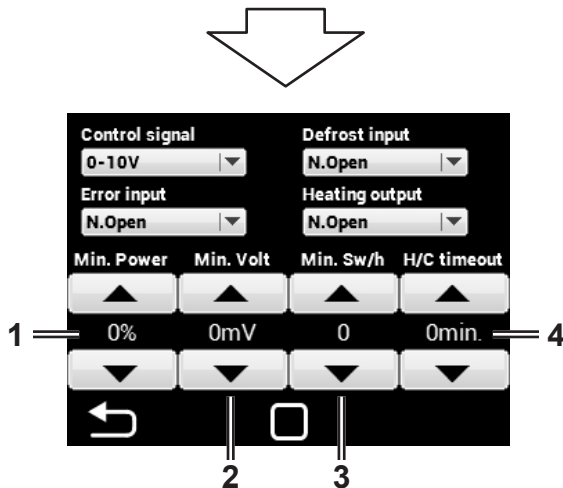 Control signal Defrost input
0-10V N.Open
Error input Heating output
N.Open N.Open
Min. Power Min. Volt Min. Sw/h H/C timeout
1 0% 0mV 0 0min. 4
2 3